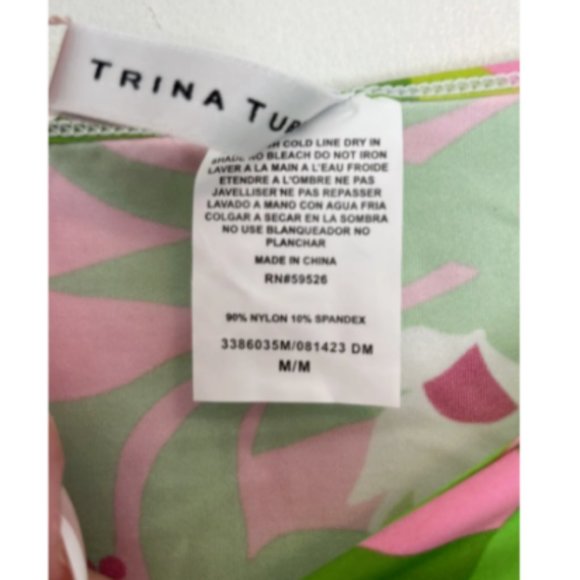 TRINA TUR
COLD LINE DRY IN
SHADE NO BLEACH DO NOT IRON
LAVER A LA MAIN A L'EAU FROIDE
ETENDRE A L'OMBRE NE PAS
JAVELLISER NE PAS REPASSER
LAVADO A MANO CON AGUA FRIA
COLGAR A SECAR EN LA SOMBRA
NO USE BLANQUEADOR NO
PLANCHAR
MADE IN CHINA
RN#59526
90% NYLON 10% SPANDEX
3386035M/081423 DM
M/M